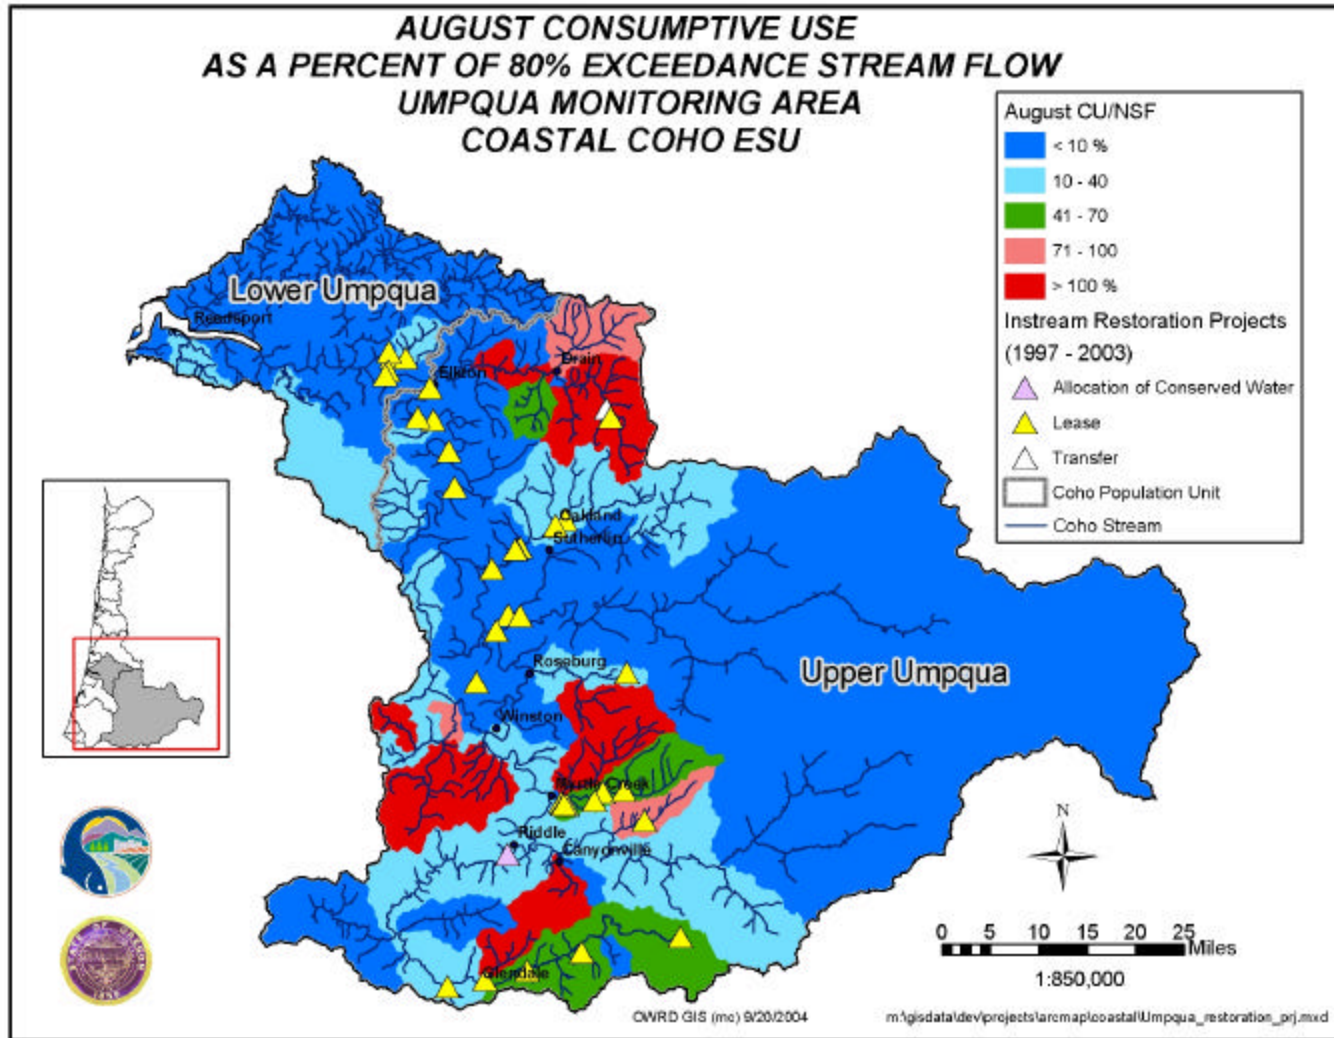 AUGUST CONSUMPTIVE USE
AS A PERCENT OF 80% EXCEEDANCE STREAM FLOW
UMPQUA MONITORING AREA
COASTAL COHO ESU
August CU/NSF
< 10 %
10 - 40
41 - 70
71 - 100
> 100 %
Instream Restoration Projects
(1997 - 2003)
Allocation of Conserved Water
Lease
Transfer
Coho Population Unit
Coho Stream
Lower Umpqua
Reedsport
Drain
Elkton
Oakland
Sutherlin
Roseburg
Upper Umpqua
Winston
Myrtle Creek
Riddle
Canyonville
Glendale
N
0 5 10 15 20 25
Miles
1:850,000
OWRD GIS (mc) 9/20/2004
m:\gisdata\dev\projects\arcmap\coastal\Umpqua_restoration_prj.mxd